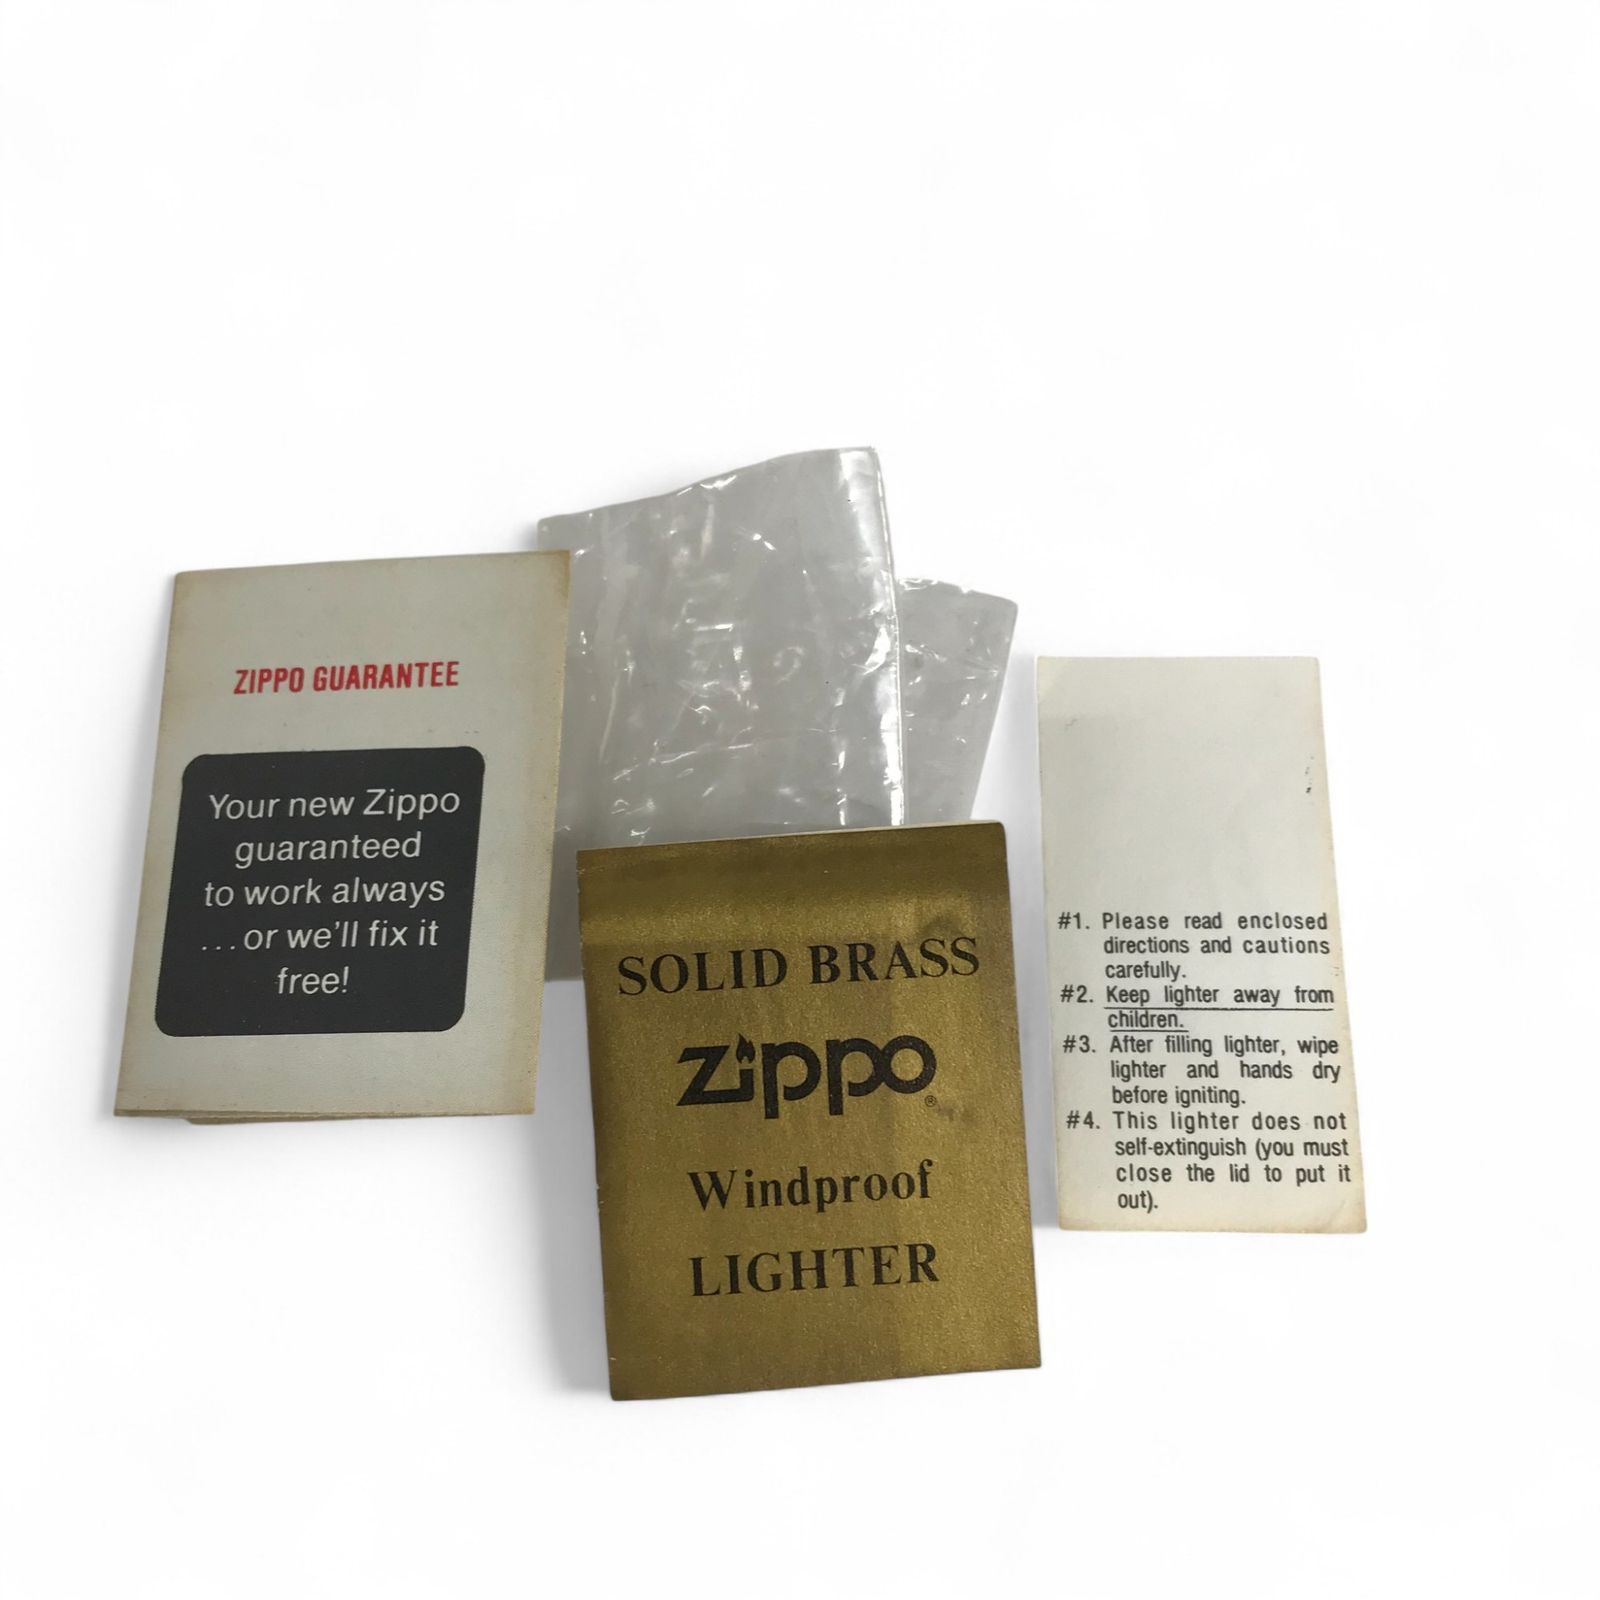 ZIPPO GUARANTEE
Your new Zippo
guaranteed
to work always
...or we'll fix it
free!
SOLID BRASS
Zippo®
Windproof
LIGHTER
#1. Please read enclosed
directions and cautions
carefully.
#2. Keep lighter away from
children.
#3. After filling lighter, wipe
lighter and hands dry
before igniting.
#4. This lighter does not
self-extinguish (you must
close the lid to put it
out).